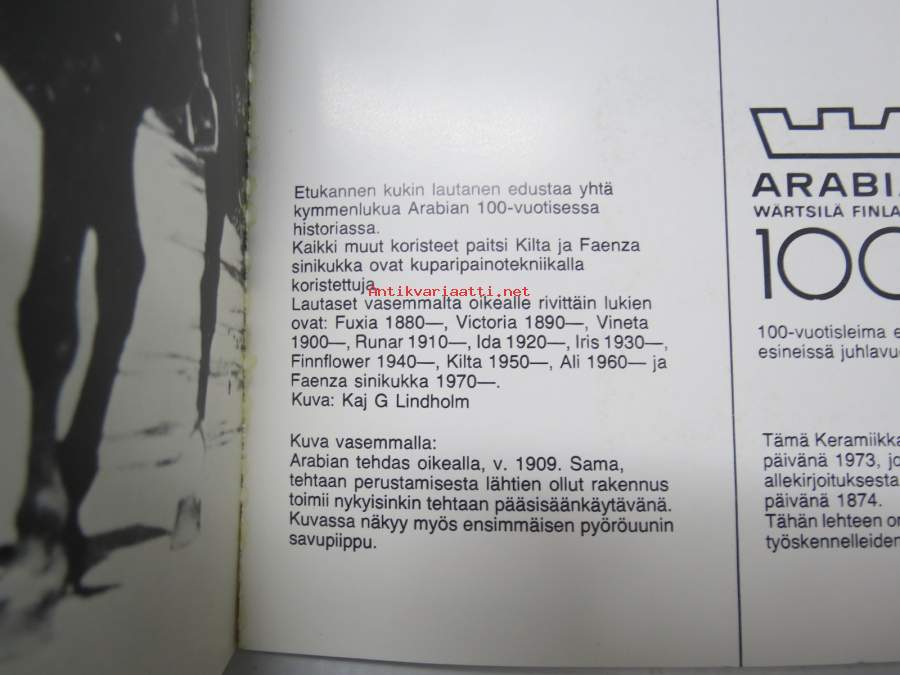 Etukannen kukin lautanen edustaa yhtä
kymmenlukua Arabian 100-vuotisessa
historiassa.
Kaikki muut koristeet paitsi Kilta ja Faenza
sinikukka ovat kuparipainotekniikalla
koristettuja.
Antikvariaatti.net
Lautaset vasemmalta oikealle rivittäin lukien
ovat: Fuxia 1880—, Victoria 1890—, Vineta
1900—, Runar 1910—, Ida 1920—, Iris 1930—,
Finnflower 1940—, Kilta 1950—, Ali 1960— ja
Faenza sinikukka 1970—.
Kuva: Kaj G Lindholm
Kuva vasemmalla:
Arabian tehdas oikealla, v. 1909. Sama,
tehtaan perustamisesta lähtien ollut rakennus
toimii nykyisinkin tehtaan pääsisäänkäytävänä.
Kuvassa näkyy myös ensimmäisen pyöröuunin
savupiippu.
ARABI
WÄRTSILÄ FINLA
100
100-vuotisleima e
esineissä juhlavu
Tämä Keramiikka
päivänä 1973, jo
allekirjoituksesta
päivänä 1874.
Tähän lehteen on
työskennelleiden